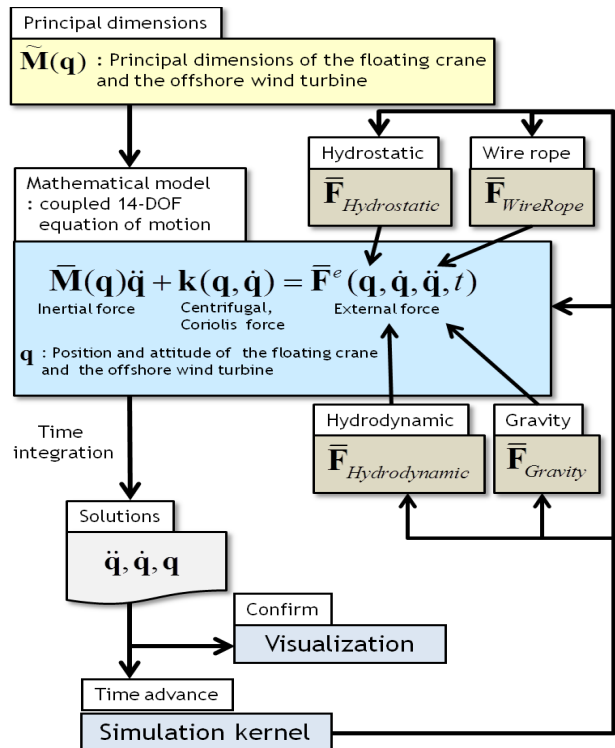 Principal dimensions
M̃(q) : Principal dimensions of the floating crane
and the offshore wind turbine
Hydrostatic
F̄Hydrostatic
Wire rope
F̄WireRope
Mathematical model
: coupled 14-DOF
equation of motion
M̄(q)q̈ + k(q, q̇) = F̄ᵉ(q, q̇, q̈, t)
Inertial force
Centrifugal,
Coriolis force
External force
q : Position and attitude of the floating crane
and the offshore wind turbine
Hydrodynamic
F̄Hydrodynamic
Gravity
F̄Gravity
Time
integration
Solutions
q̈, q̇, q
Confirm
Visualization
Time advance
Simulation kernel